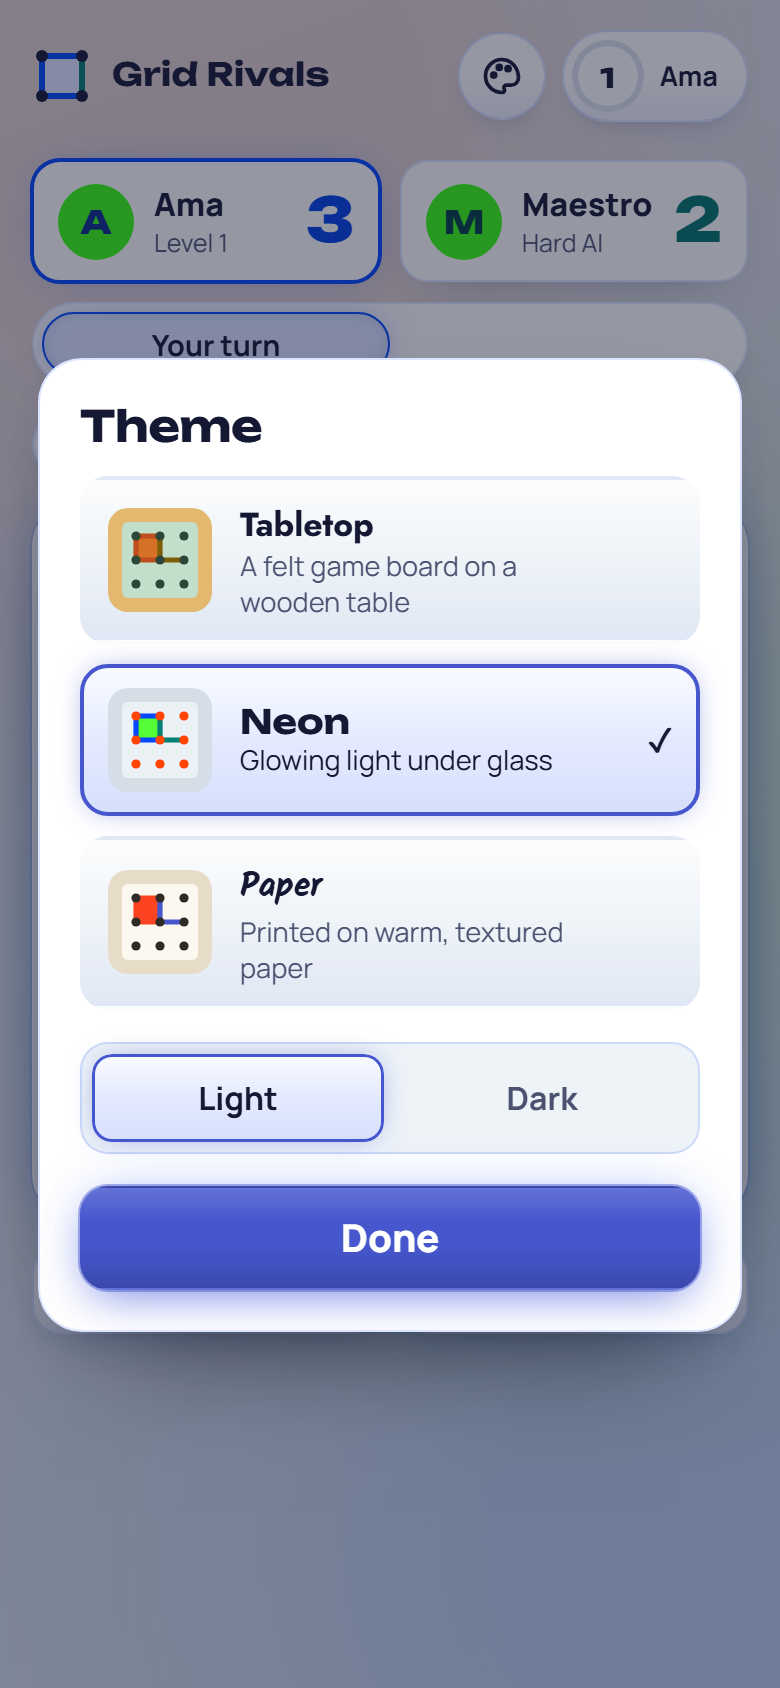 Grid Rivals
1 Ama
A Ama 3
Level 1
M Maestro 2
Hard AI
Your turn
Theme
Tabletop
A felt game board on a
wooden table
Neon
Glowing light under glass
✓
Paper
Printed on warm, textured
paper
Light Dark
Done